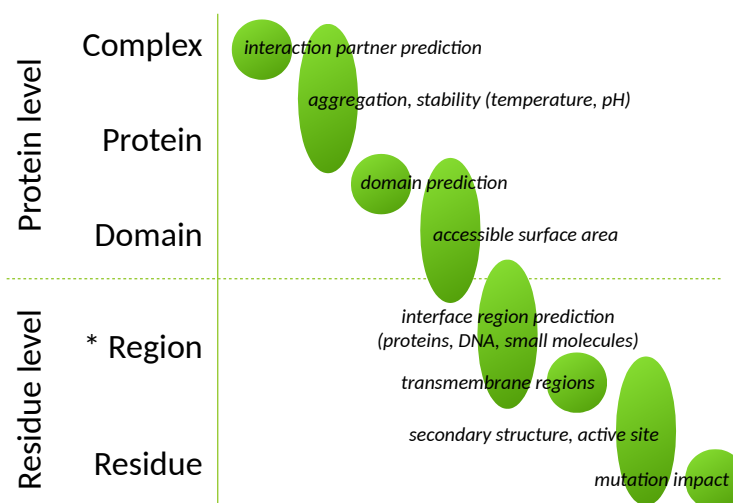 Protein level
Complex
interaction partner prediction
aggregation, stability (temperature, pH)
Protein
domain prediction
Domain
accessible surface area
Residue level
* Region
interface region prediction
(proteins, DNA, small molecules)
transmembrane regions
secondary structure, active site
Residue
mutation impact